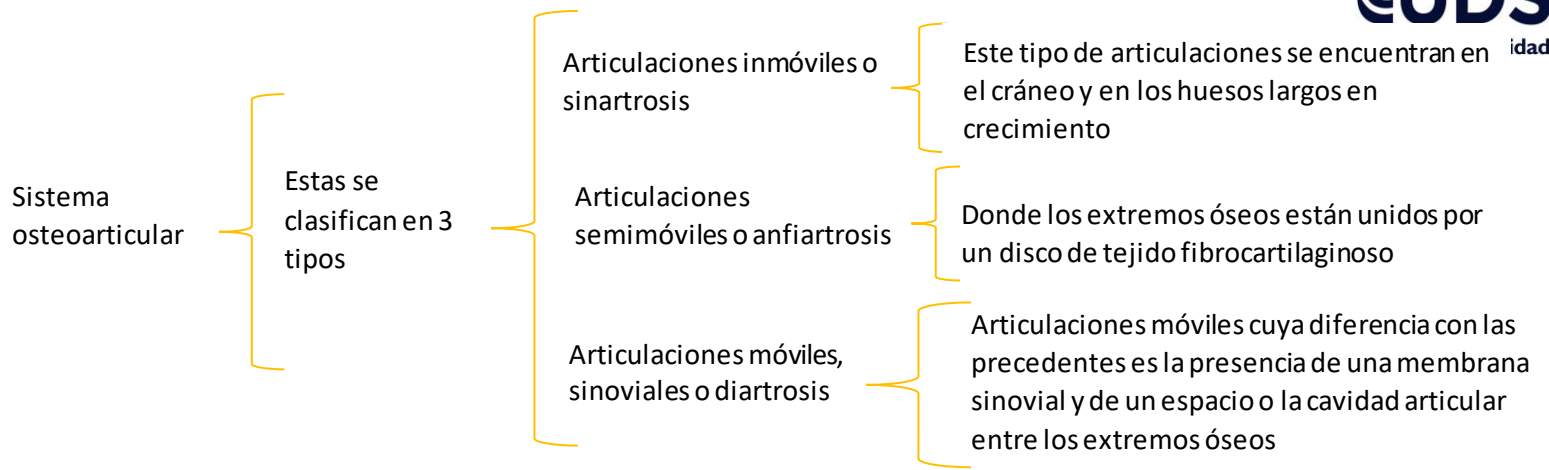 Sistema
osteoarticular
Estas se
clasifican en 3
tipos
Articulaciones inmóviles o
sinartrosis
Este tipo de articulaciones se encuentran en
el cráneo y en los huesos largos en
crecimiento
Articulaciones
semimóviles o anfiartrosis
Donde los extremos óseos están unidos por
un disco de tejido fibrocartilaginoso
Articulaciones móviles,
sinoviales o diartrosis
Articulaciones móviles cuya diferencia con las
precedentes es la presencia de una membrana
sinovial y de un espacio o la cavidad articular
entre los extremos óseos
UDS
idad